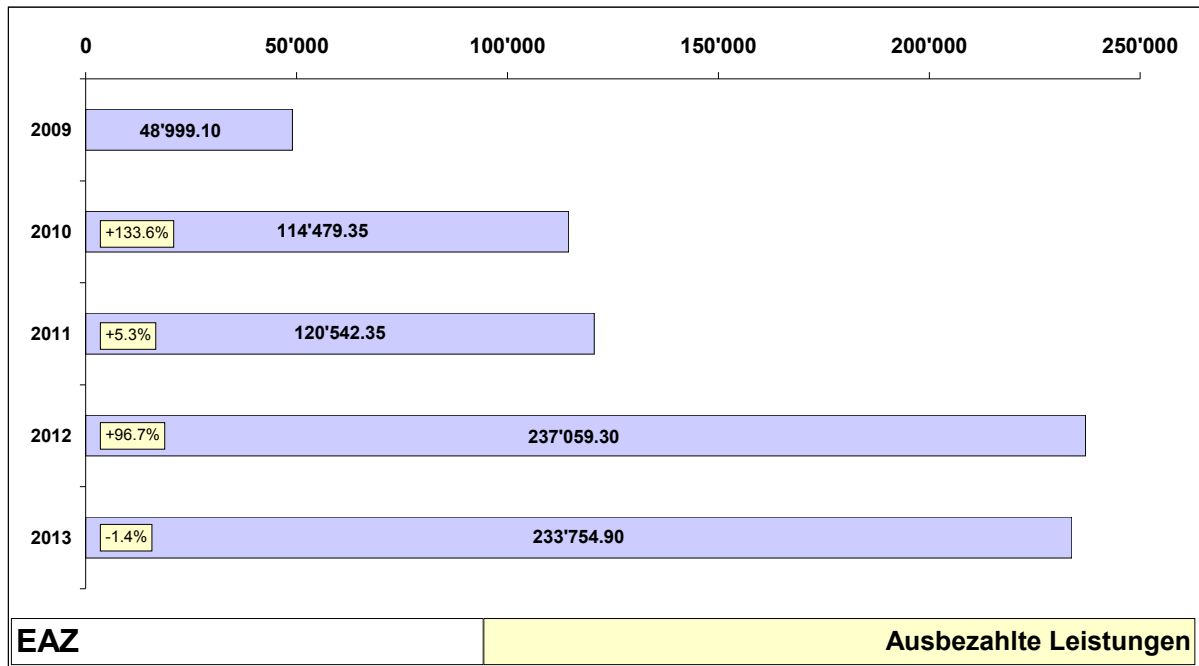 0 50'000 100'000 150'000 200'000 250'000
2009 48'999.10
2010 +133.6% 114'479.35
2011 +5.3% 120'542.35
2012 +96.7% 237'059.30
2013 -1.4% 233'754.90
EAZ Ausbezahlte Leistungen